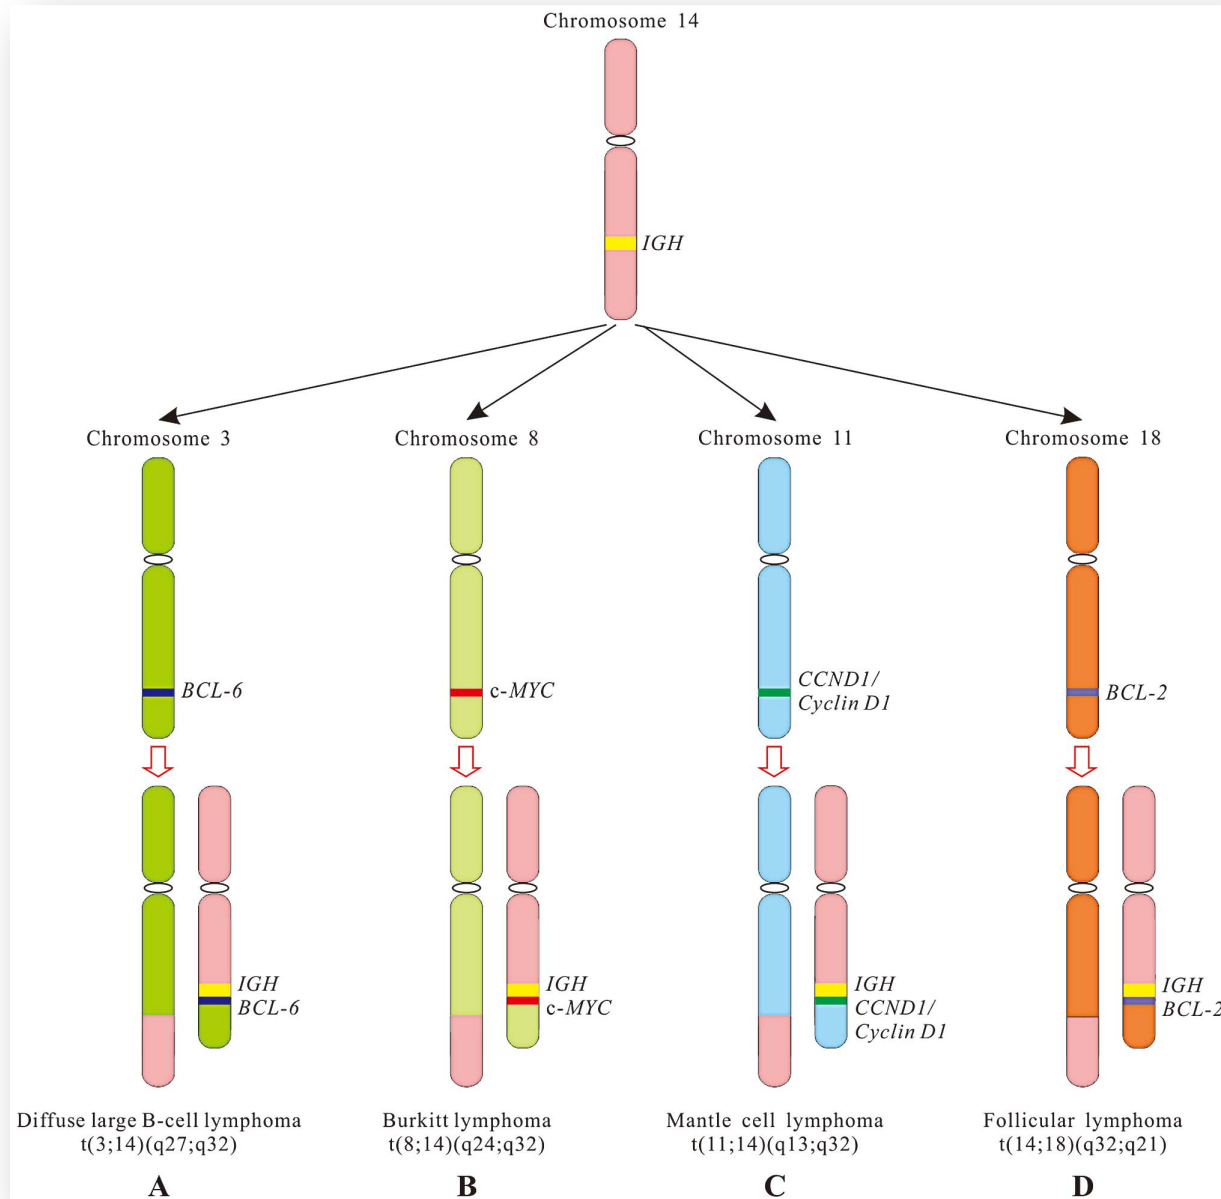 Chromosome 14
IGH
Chromosome 3
Chromosome 8
Chromosome 11
Chromosome 18
BCL-6
c-MYC
CCND1/
Cyclin D1
BCL-2
IGH
BCL-6
IGH
c-MYC
IGH
CCND1/
Cyclin D1
IGH
BCL-2
Diffuse large B-cell lymphoma
t(3;14)(q27;q32)
Burkitt lymphoma
t(8;14)(q24;q32)
Mantle cell lymphoma
t(11;14)(q13;q32)
Follicular lymphoma
t(14;18)(q32;q21)
A
B
C
D